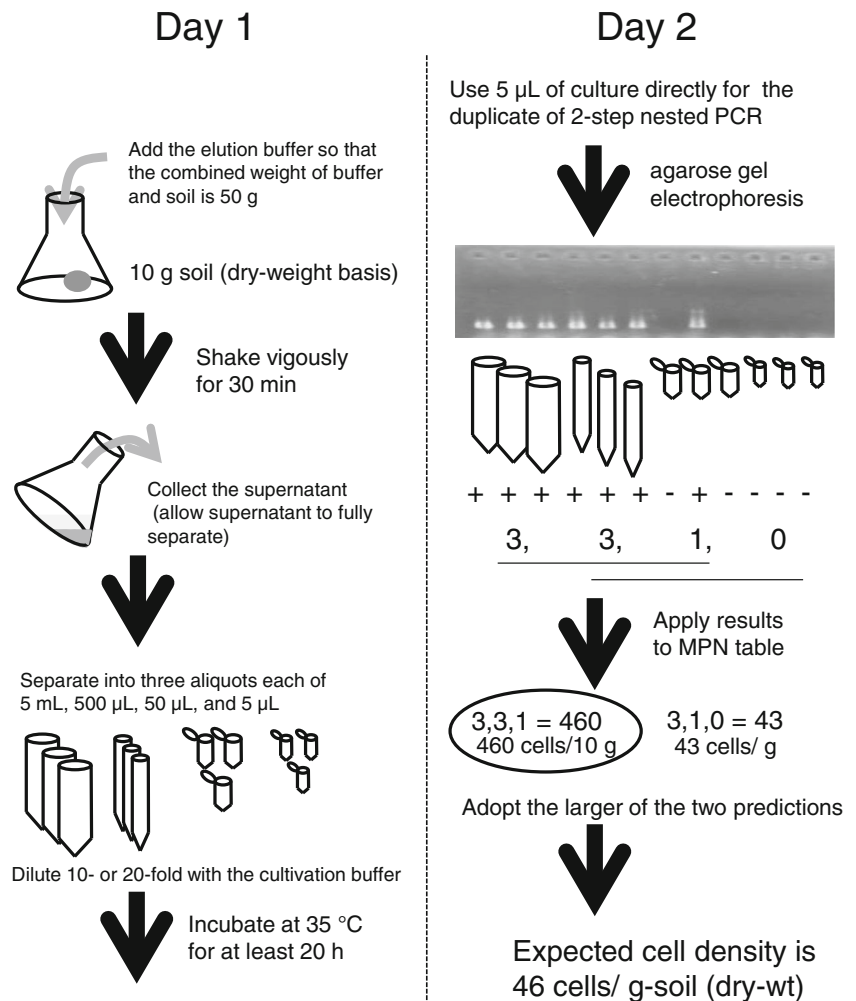 Day 1
Add the elution buffer so that
the combined weight of buffer
and soil is 50 g
10 g soil (dry-weight basis)
Shake vigously
for 30 min
Collect the supernatant
(allow supernatant to fully
separate)
Separate into three aliquots each of
5 mL, 500 µL, 50 µL, and 5 µL
Dilute 10- or 20-fold with the cultivation buffer
Incubate at 35 °C
for at least 20 h
Day 2
Use 5 µL of culture directly for the
duplicate of 2-step nested PCR
agarose gel
electrophoresis
+ + + + + + - + - - - -
3, 3, 1, 0
Apply results
to MPN table
3,3,1 = 460
460 cells/10 g
3,1,0 = 43
43 cells/ g
Adopt the larger of the two predictions
Expected cell density is
46 cells/ g-soil (dry-wt)